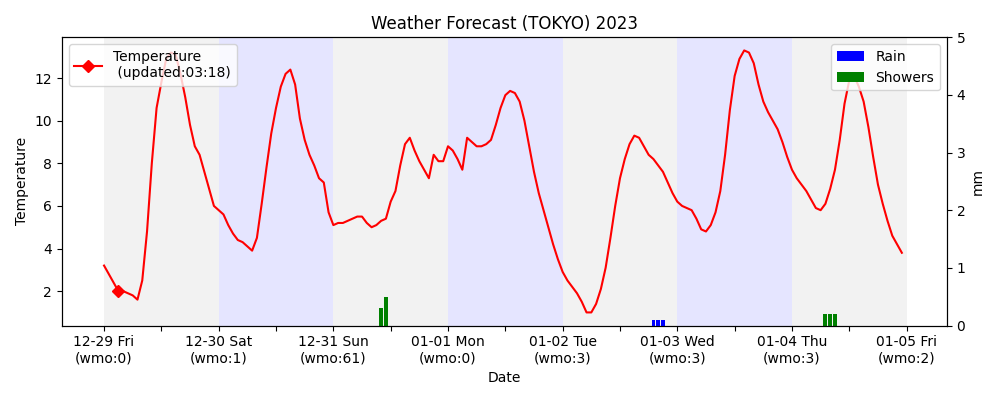 Weather Forecast (TOKYO) 2023
Temperature
(updated:03:18)
Rain
Showers
Temperature
12
10
8
6
4
2
5
4
3
2
1
0
mm
12-29 Fri
(wmo:0)
12-30 Sat
(wmo:1)
12-31 Sun
(wmo:61)
01-01 Mon
(wmo:0)
01-02 Tue
(wmo:3)
01-03 Wed
(wmo:3)
01-04 Thu
(wmo:3)
01-05 Fri
(wmo:2)
Date